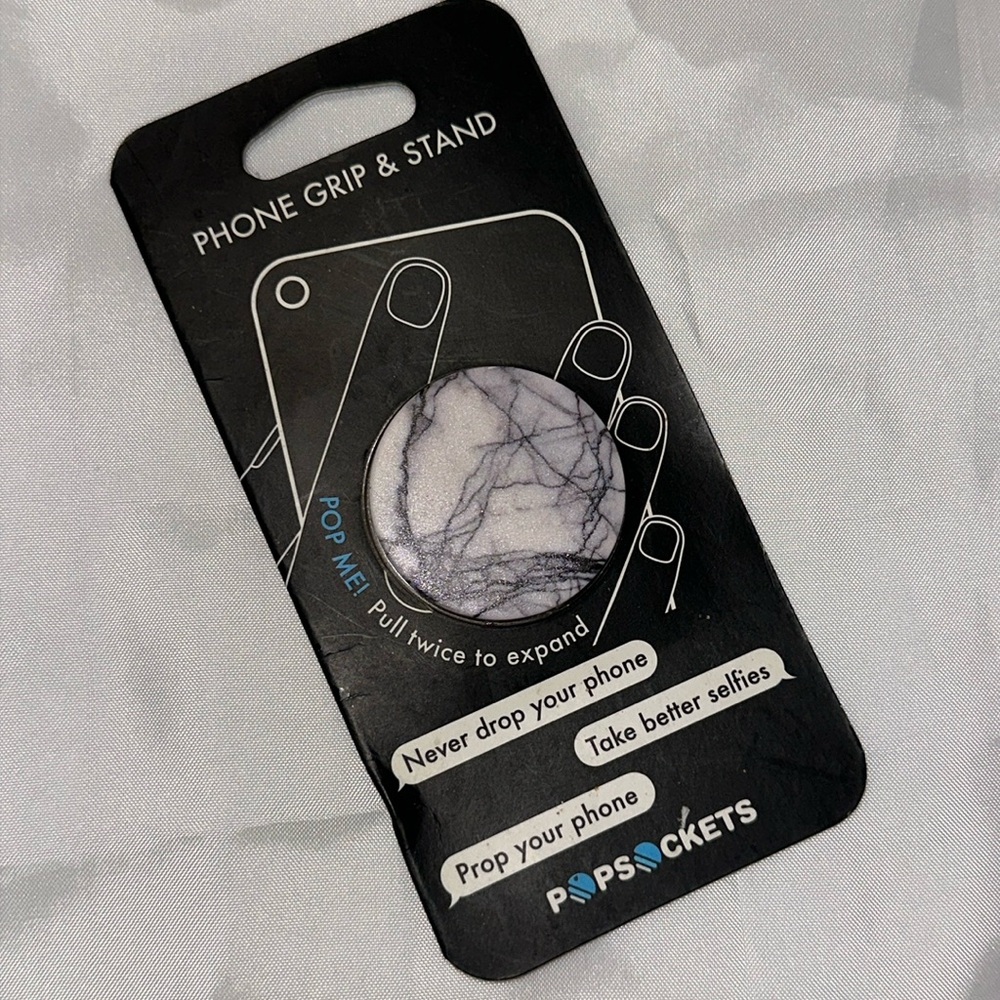 PHONE GRIP & STAND
POP ME! Pull twice to expand
Never drop your phone
Take better selfies
Prop your phone
POPSOCKETS